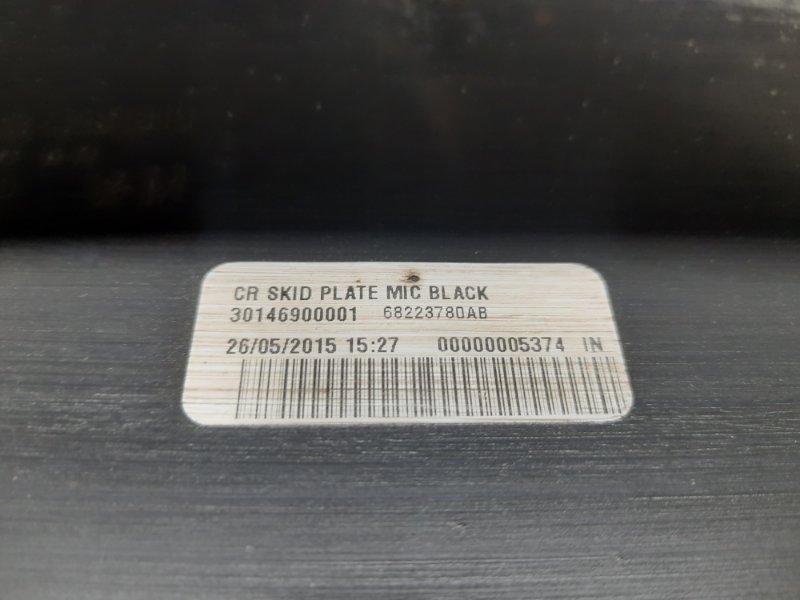 CR SKID PLATE MIC BLACK
30146900001 68223780AB
26/05/2015 15:27 00000005374 IN